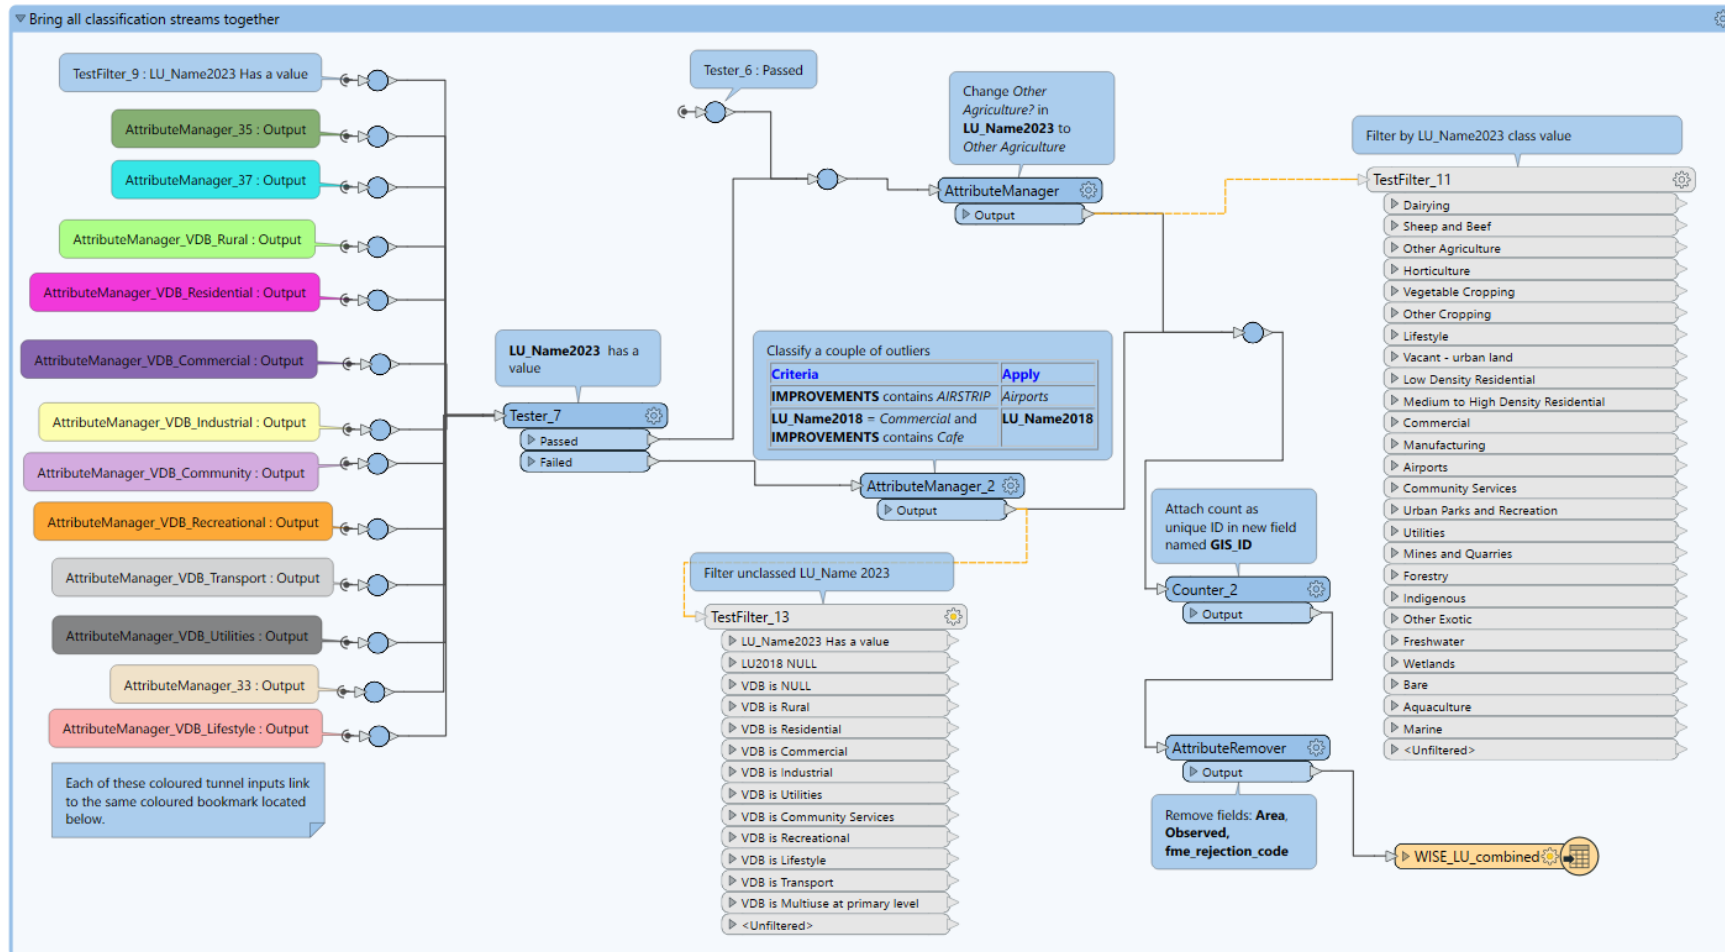 Bring all classification streams together
TestFilter_9 : LU_Name2023 Has a value
AttributeManager_35 : Output
AttributeManager_37 : Output
AttributeManager_VDB_Rural : Output
AttributeManager_VDB_Residential : Output
AttributeManager_VDB_Commercial : Output
AttributeManager_VDB_Industrial : Output
AttributeManager_VDB_Community : Output
AttributeManager_VDB_Recreational : Output
AttributeManager_VDB_Transport : Output
AttributeManager_VDB_Utilities : Output
AttributeManager_33 : Output
AttributeManager_VDB_Lifestyle : Output
Each of these coloured tunnel inputs link
to the same coloured bookmark located
below.
LU_Name2023 has a
value
Tester_7
Passed
Failed
Tester_6 : Passed
Change Other
Agriculture? in
LU_Name2023 to
Other Agriculture
AttributeManager
Output
Classify a couple of outliers
Criteria Apply
IMPROVEMENTS contains AIRSTRIP Airports
LU_Name2018 = Commercial and LU_Name2018
IMPROVEMENTS contains Cafe
AttributeManager_2
Output
Filter unclassed LU_Name 2023
TestFilter_13
LU_Name2023 Has a value
LU2018 NULL
VDB is NULL
VDB is Rural
VDB is Residential
VDB is Commercial
VDB is Industrial
VDB is Utilities
VDB is Community Services
VDB is Recreational
VDB is Lifestyle
VDB is Transport
VDB is Multiuse at primary level
<Unfiltered>
Attach count as
unique ID in new field
named GIS_ID
Counter_2
Output
AttributeRemover
Output
Remove fields: Area,
Observed,
fme_rejection_code
WISE_LU_combined
Filter by LU_Name2023 class value
TestFilter_11
Dairying
Sheep and Beef
Other Agriculture
Horticulture
Vegetable Cropping
Other Cropping
Lifestyle
Vacant - urban land
Low Density Residential
Medium to High Density Residential
Commercial
Manufacturing
Airports
Community Services
Urban Parks and Recreation
Utilities
Mines and Quarries
Forestry
Indigenous
Other Exotic
Freshwater
Wetlands
Bare
Aquaculture
Marine
<Unfiltered>